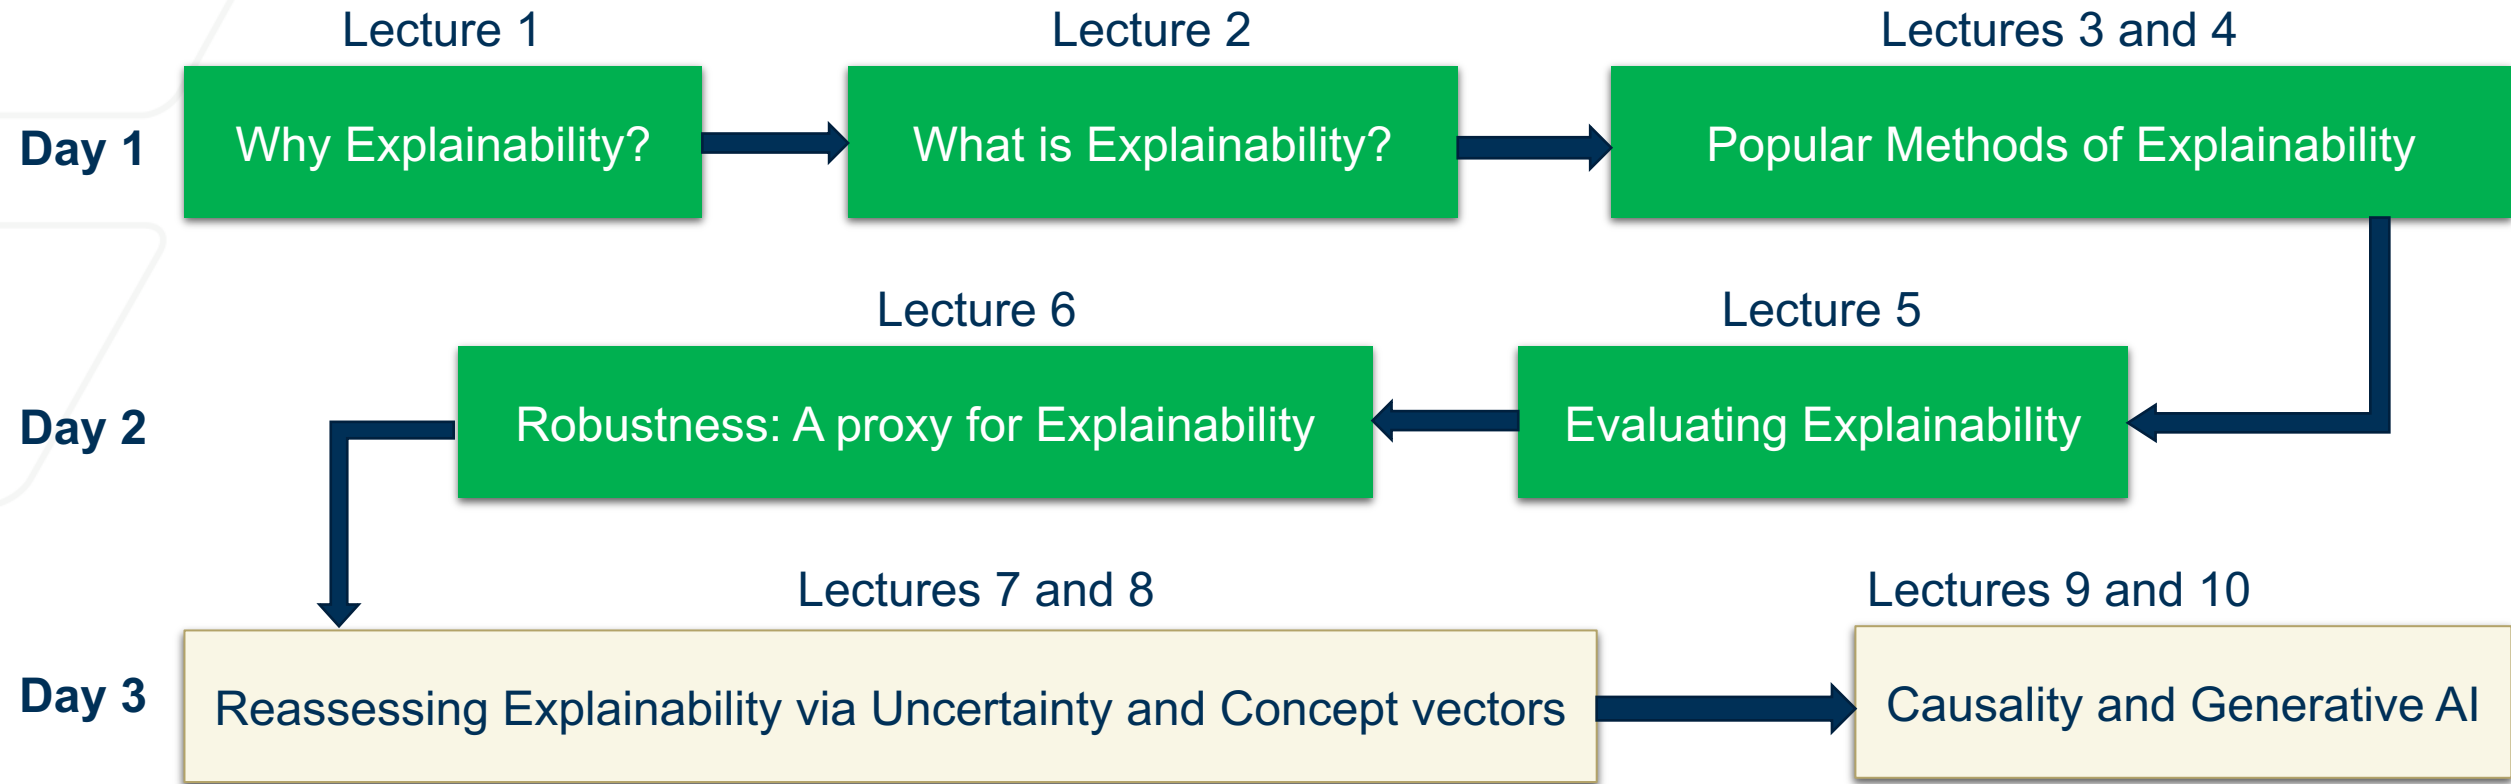 Lecture 1
Lecture 2
Lectures 3 and 4
Day 1
Why Explainability?
What is Explainability?
Popular Methods of Explainability
Lecture 6
Lecture 5
Day 2
Robustness: A proxy for Explainability
Evaluating Explainability
Lectures 7 and 8
Lectures 9 and 10
Day 3
Reassessing Explainability via Uncertainty and Concept vectors
Causality and Generative AI